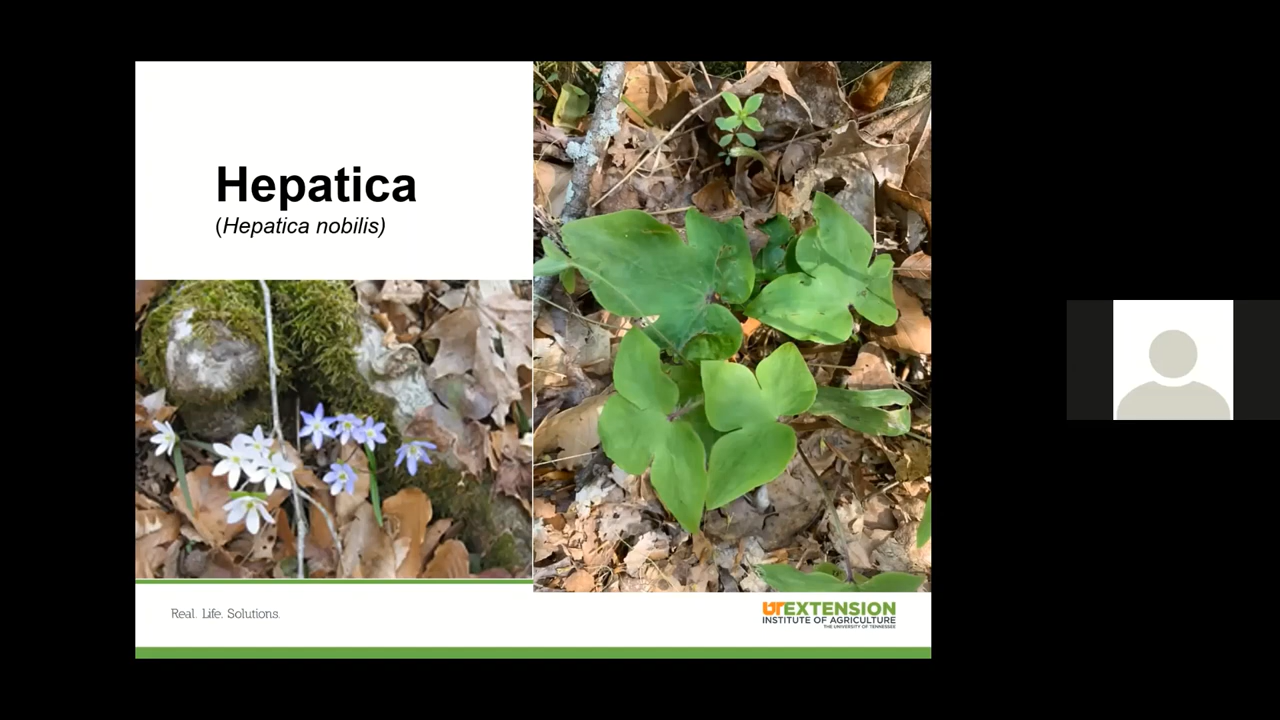 Hepatica
(Hepatica nobilis)
Real. Life. Solutions.
UTEXTENSION
INSTITUTE OF AGRICULTURE
THE UNIVERSITY OF TENNESSEE